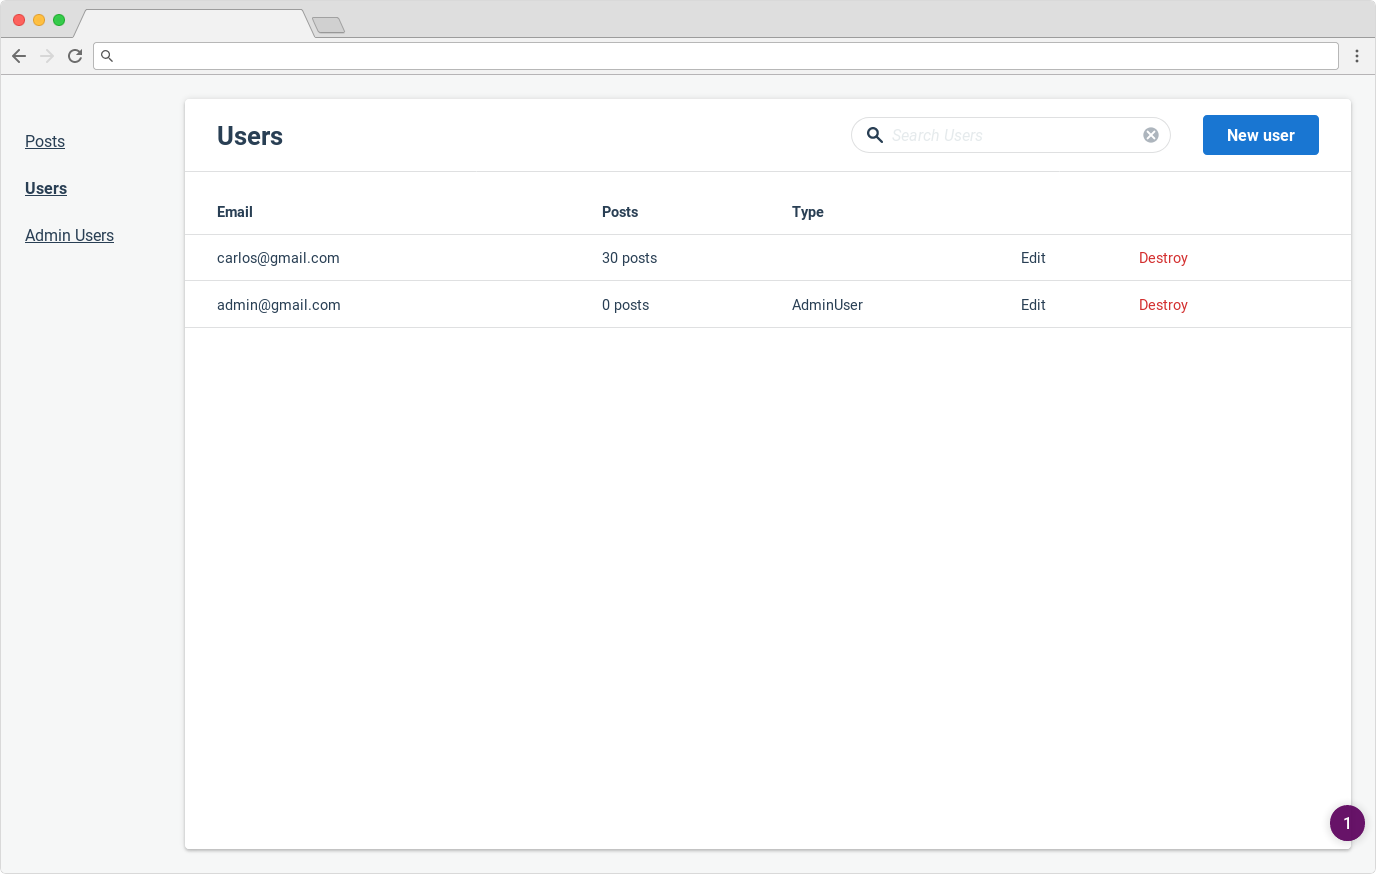 Posts
Users
Admin Users
Users
Search Users
New user
Email Posts Type
carlos@gmail.com 30 posts Edit Destroy
admin@gmail.com 0 posts AdminUser Edit Destroy
1